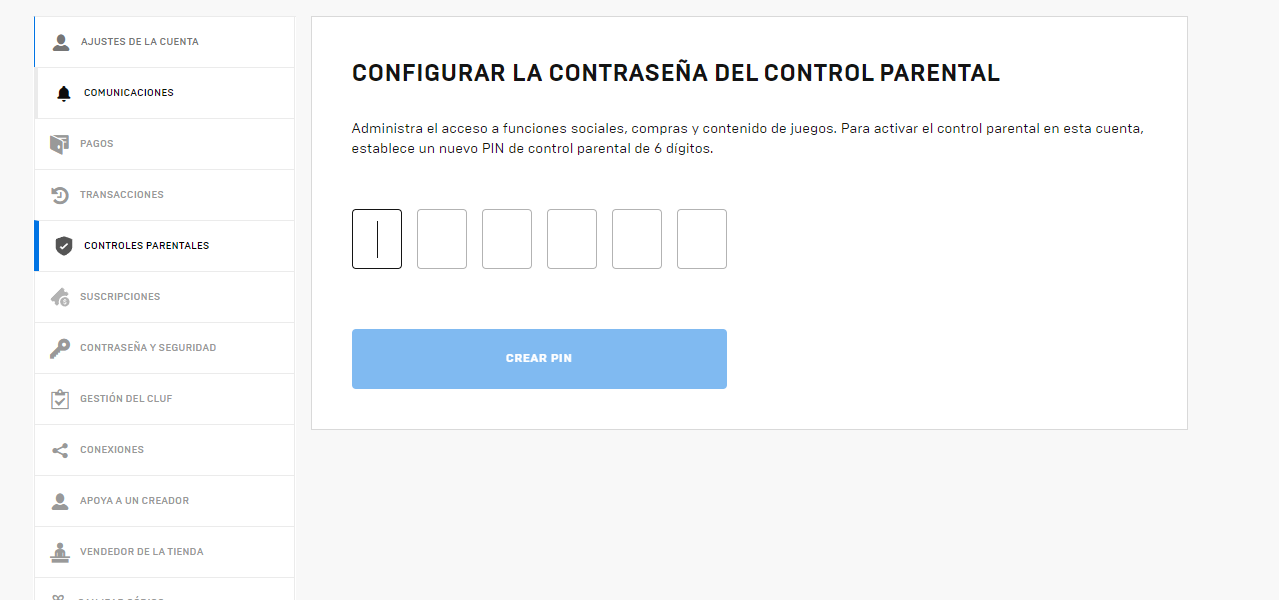 AJUSTES DE LA CUENTA
COMUNICACIONES
PAGOS
TRANSACCIONES
CONTROLES PARENTALES
SUSCRIPCIONES
CONTRASEÑA Y SEGURIDAD
GESTIÓN DEL CLUF
CONEXIONES
APOYA A UN CREADOR
VENDEDOR DE LA TIENDA
CONFIGURAR LA CONTRASEÑA DEL CONTROL PARENTAL
Administra el acceso a funciones sociales, compras y contenido de juegos. Para activar el control parental en esta cuenta,
establece un nuevo PIN de control parental de 6 dígitos.
CREAR PIN